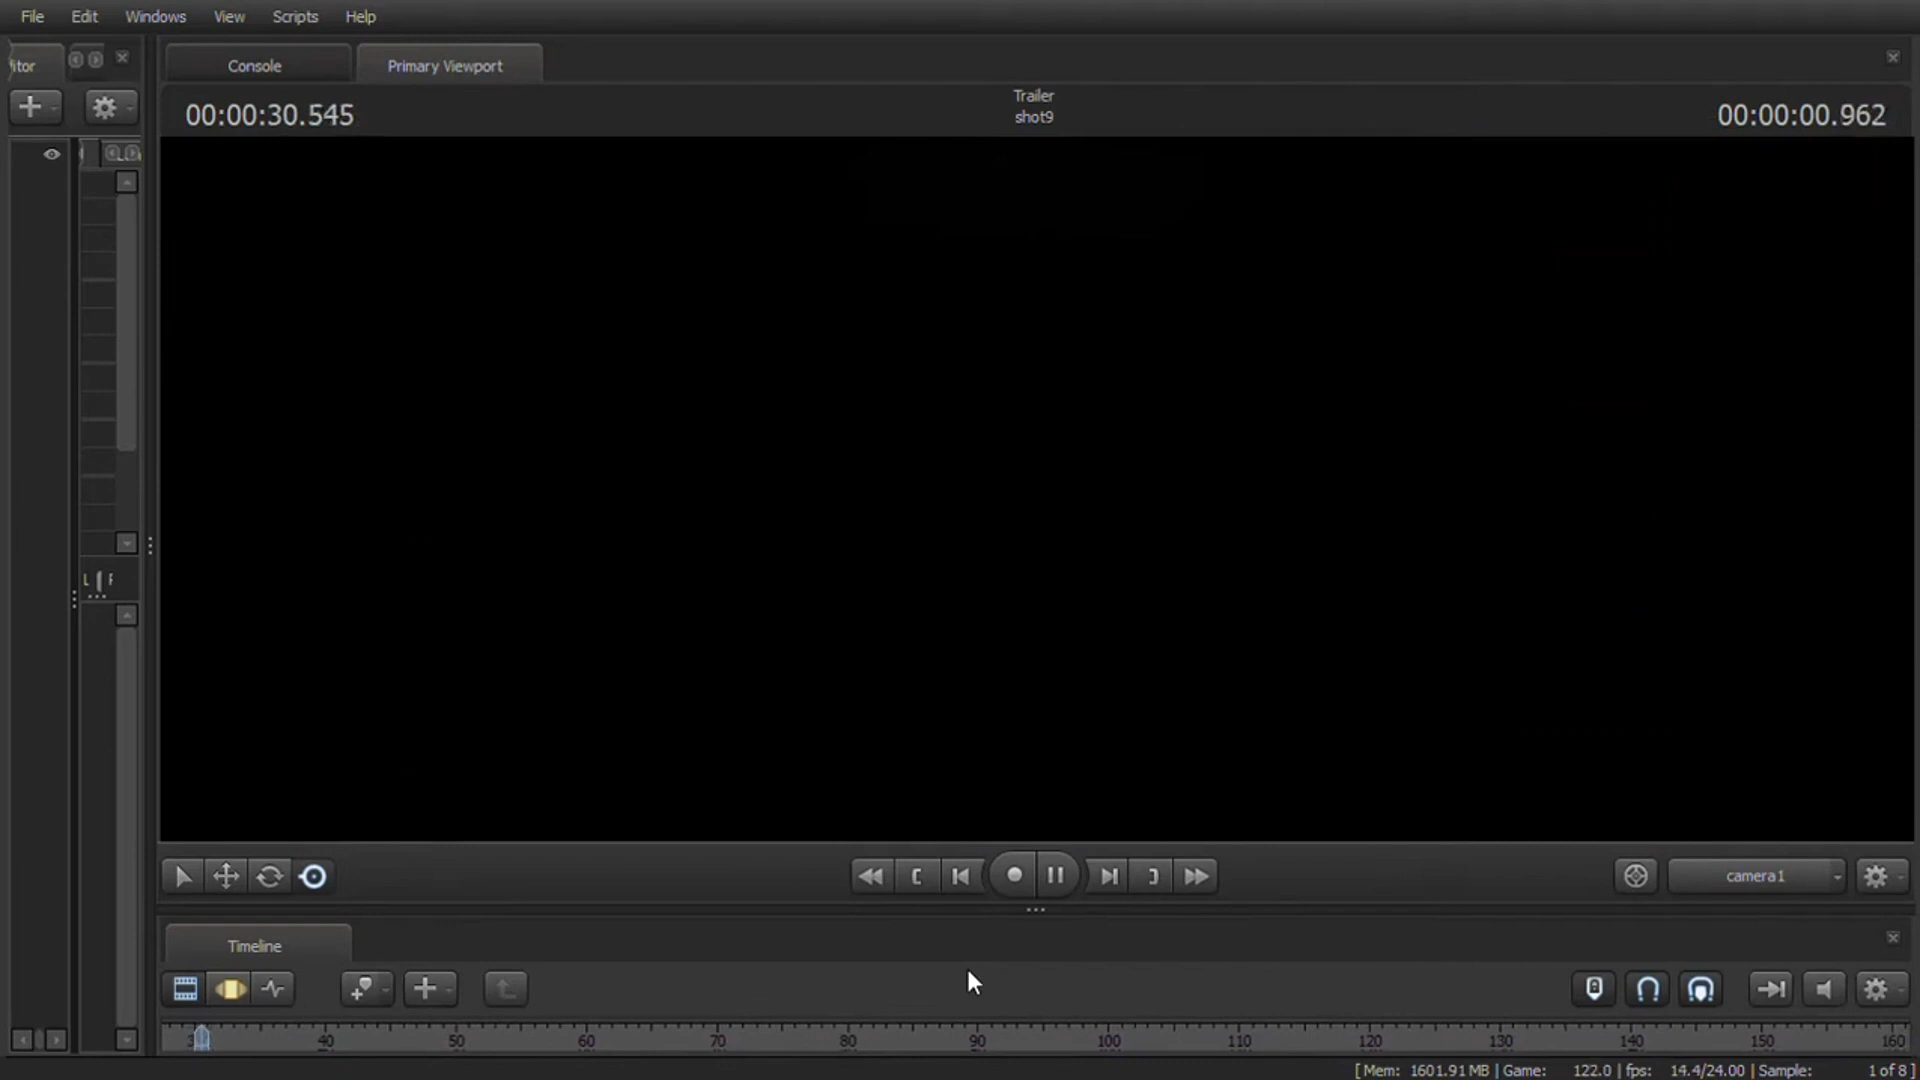 File Edit Windows View Scripts Help
itor
Console Primary Viewport
00:00:30.545
Trailer
shot9
00:00:00.962
camera1
Timeline
40 50 60 70 80 90 100 110 120 130 140 150 160
[ Mem: 1601.91 MB | Game: 122.0 | fps: 14.4/24.00 | Sample: 1 of 8 ]